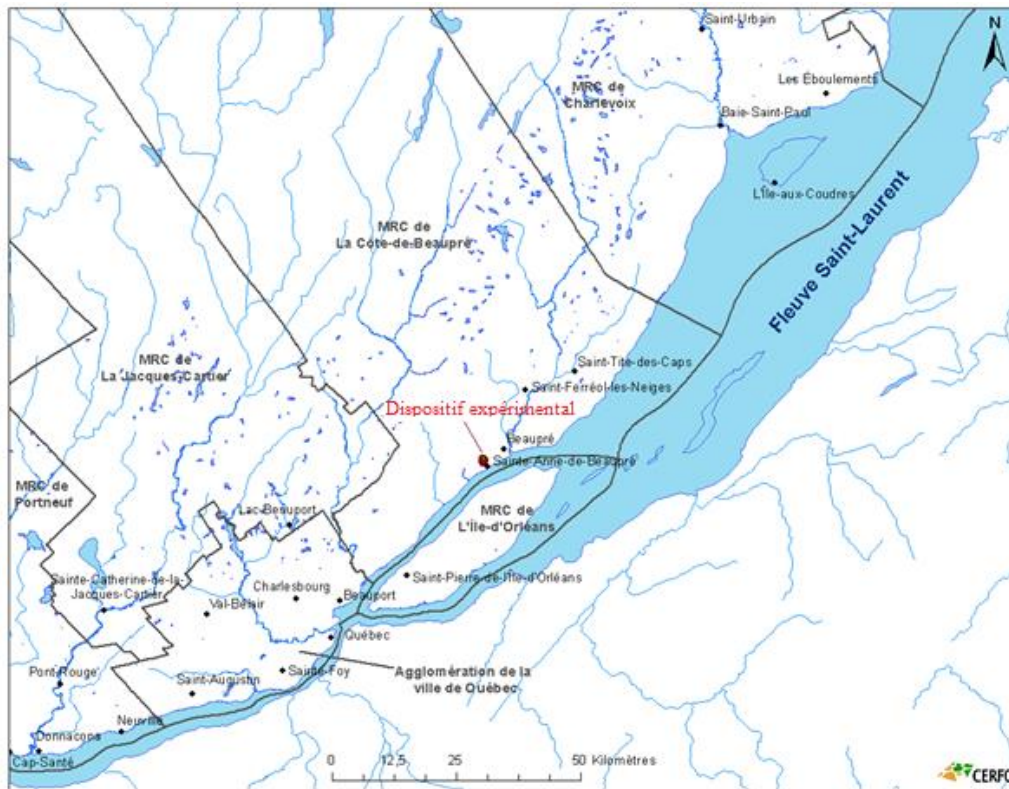 Saint-Urbain
N
Les Éboulements
MRC de
Charlevoix
Baie-Saint-Paul
L'Île-aux-Coudres
MRC de
La Côte-de-Beaupré
Fleuve Saint-Laurent
MRC de
La Jacques-Cartier
Saint-Tite-des-Caps
Saint-Ferréol-les-Neiges
Dispositif expérimental
Beaupré
Sainte-Anne-de-Beaupré
MRC de
Portneuf
Lac-Beauport
MRC de
L'Île-d'Orléans
Sainte-Catherine-de-la-
Jacques-Cartier
Charlesbourg
Saint-Pierre-de-l'Île-d'Orléans
Val-Bélair
Beauport
Québec
Pont-Rouge
Sainte-Foy
Agglomération de la
ville de Québec
Saint-Augustin
Neuville
Donnacona
Cap-Santé
0 12,5 25 50 Kilomètres
CERFO